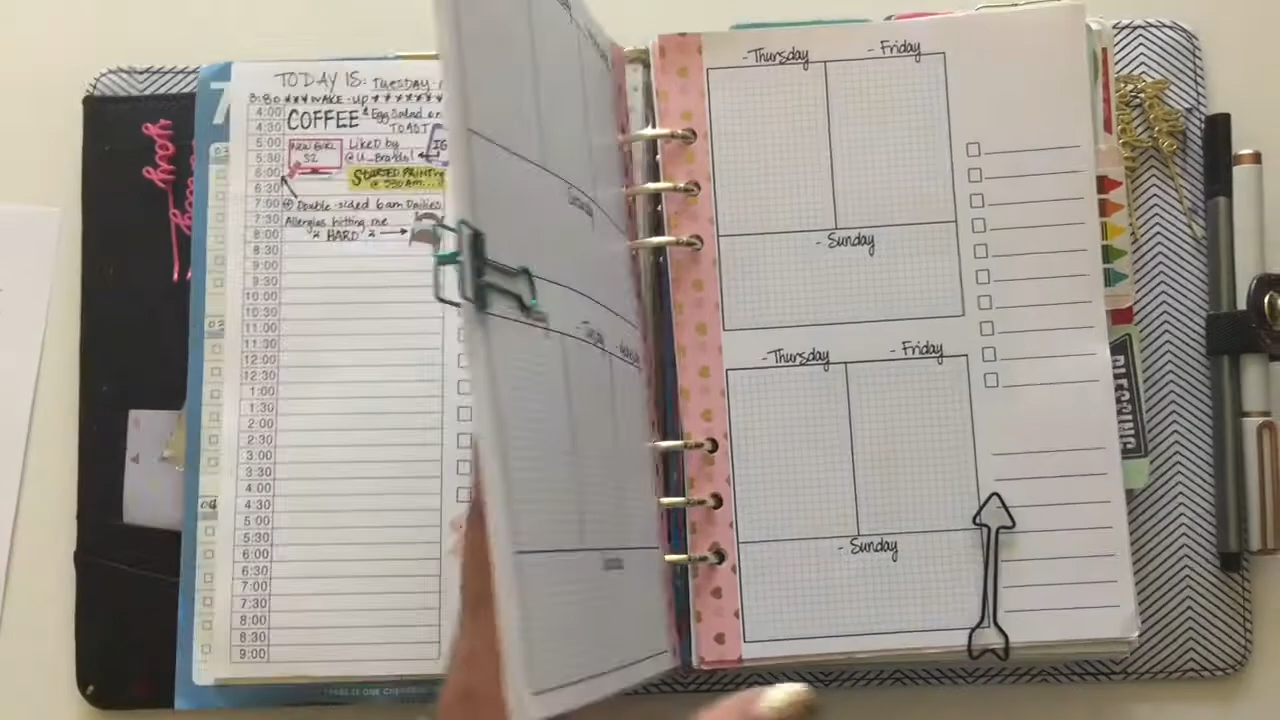 TODAY IS: TUESDAY
3:30 WAKE-UP
4:00 COFFEE & Egg Salad on
4:30 TOAST
5:00 NEW GIRL Liked by IG
5:30 S2 @U_Brands!
6:00 STARTED PRINTING
6:30 @ 530AM...!
7:00 Double-sided 6am Dailies
7:30 Allergies hitting me
8:00 HARD
8:30
9:00
9:30
10:00
10:30
11:00
11:30
12:00
12:30
1:00
1:30
2:00
2:30
3:00
3:30
4:00
4:30
5:00
5:30
6:00
6:30
7:00
7:30
8:00
8:30
9:00
-Thursday - Friday
- Sunday
-Thursday - Friday
- Sunday
BLESSING